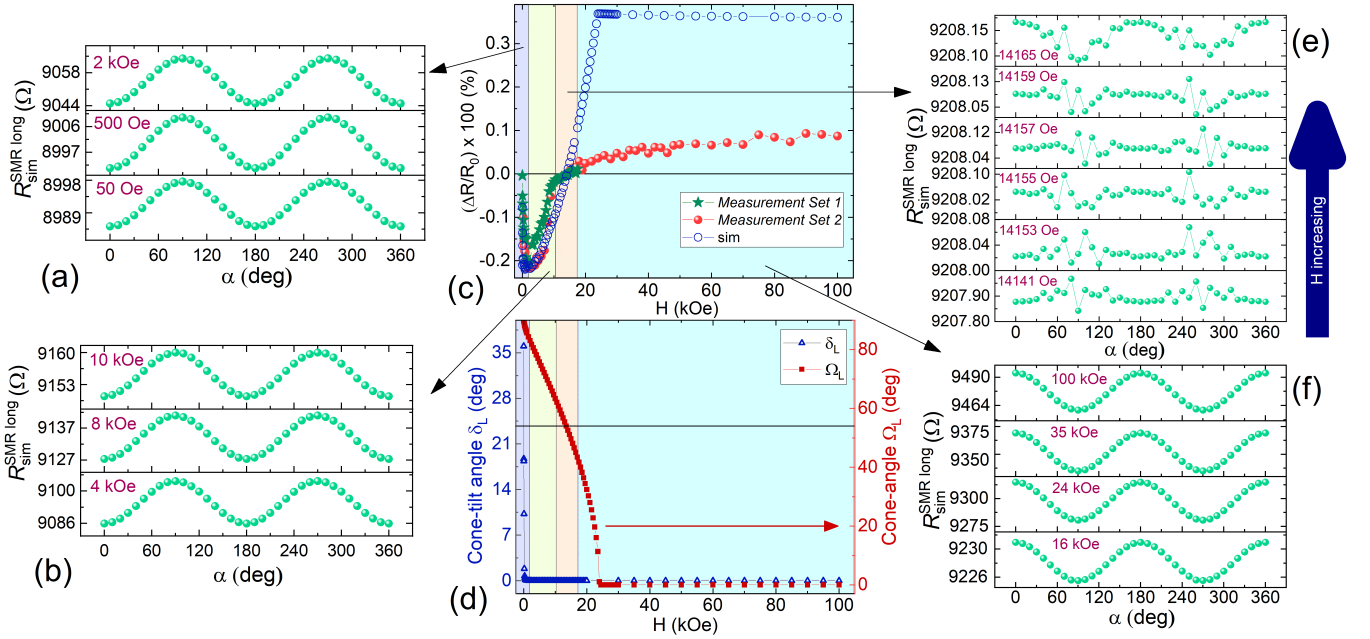 2 kOe
9058
9044
500 Oe
9006
8997
50 Oe
8998
8989
R_sim^SMR long (Ω)
0 60 120 180 240 300 360
α (deg)
(a)
10 kOe
9160
9153
8 kOe
9137
9127
4 kOe
9100
9086
R_sim^SMR long (Ω)
0 60 120 180 240 300 360
α (deg)
(b)
0.3
0.2
0.1
0.0
-0.1
-0.2
(ΔR/R₀) x 100 (%)
Measurement Set 1
Measurement Set 2
sim
0 20 40 60 80 100
H (kOe)
(c)
35
28
21
14
7
0
Cone-tilt angle δ_L (deg)
δ_L
Ω_L
80
60
40
20
0
Cone-angle Ω_L (deg)
0 20 40 60 80 100
H (kOe)
(d)
9208.15
9208.10
14165 Oe
14159 Oe
9208.13
9208.05
14157 Oe
9208.12
9208.04
14155 Oe
9208.02
9208.08
14153 Oe
9208.04
9208.00
14141 Oe
9207.90
9207.80
R_sim^SMR long (Ω)
0 60 120 180 240 300 360
α (deg)
(e)
H increasing
100 kOe
9490
9464
35 kOe
9375
9350
24 kOe
9300
9275
16 kOe
9230
9226
R_sim^SMR long (Ω)
0 60 120 180 240 300 360
α (deg)
(f)